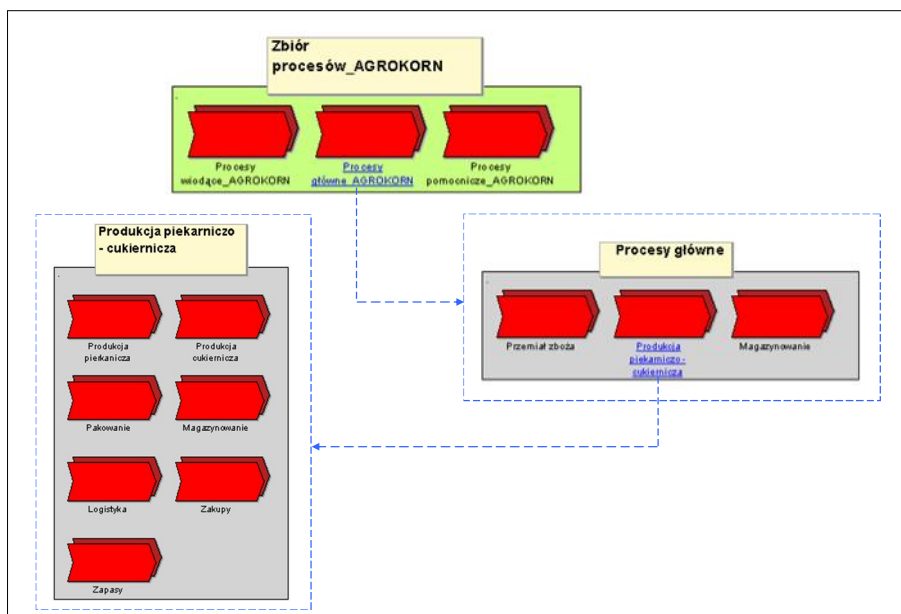 Zbiór
procesów_AGROKORN
Procesy
wiodące_AGROKORN
Procesy
główne_AGROKORN
Procesy
pomocnicze_AGROKORN
Produkcja piekarniczo
- cukiernicza
Produkcja
piekarnicza
Produkcja
cukiernicza
Pakowanie
Magazynowanie
Logistyka
Zakupy
Zapasy
Procesy główne
Przemiał zboża
Produkcja
piekarniczo-
cukiernicza
Magazynowanie